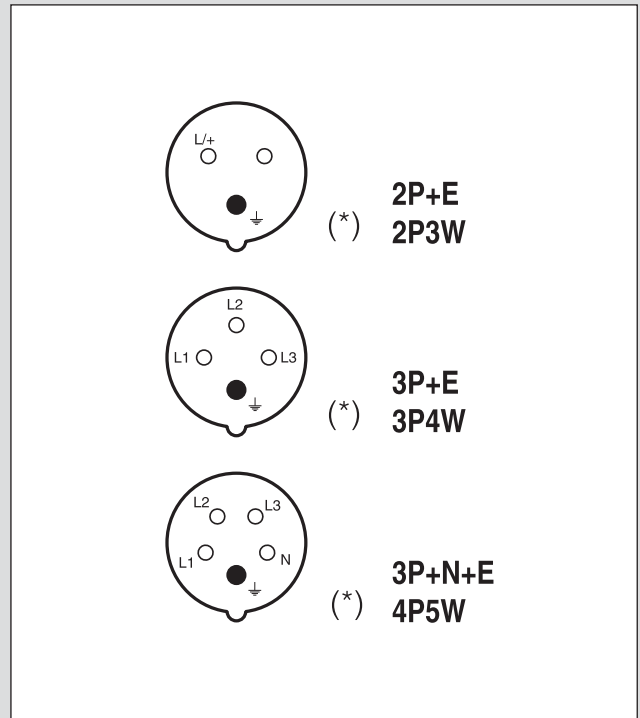 L/+
(*) 2P+E
2P3W
L2
L1 L3
(*) 3P+E
3P4W
L2 L3
L1 N
(*) 3P+N+E
4P5W